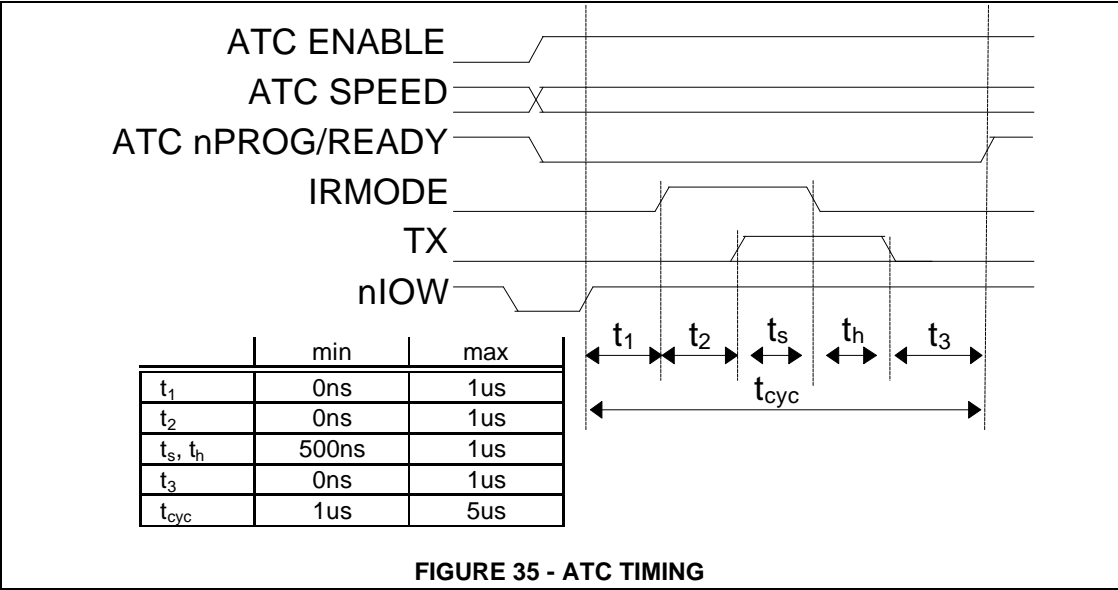 ATC ENABLE
ATC SPEED
ATC nPROG/READY
IRMODE
TX
nIOW
t1 t2 ts th t3
tcyc
min max
t1 0ns 1us
t2 0ns 1us
ts, th 500ns 1us
t3 0ns 1us
tcyc 1us 5us
FIGURE 35 - ATC TIMING